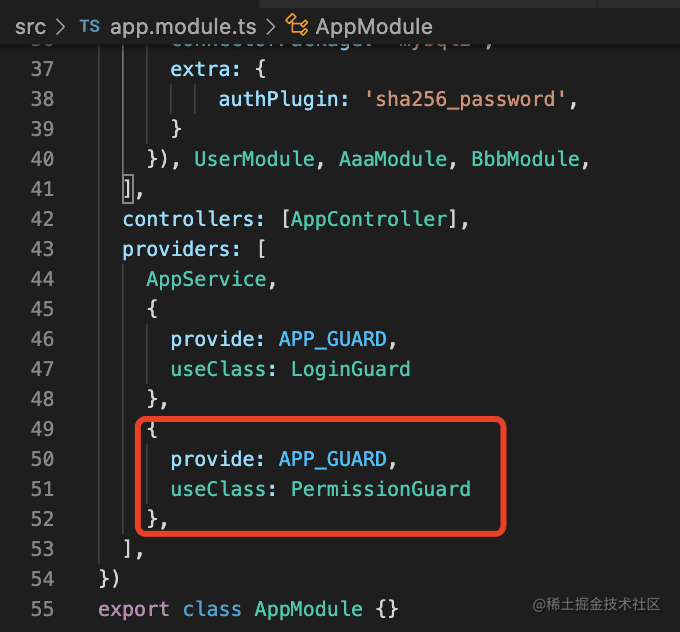 src > TS app.module.ts > AppModule
37 extra: {
38 authPlugin: 'sha256_password',
39 }
40 }), UserModule, AaaModule, BbbModule,
41 ],
42 controllers: [AppController],
43 providers: [
44 AppService,
45 {
46 provide: APP_GUARD,
47 useClass: LoginGuard
48 },
49 {
50 provide: APP_GUARD,
51 useClass: PermissionGuard
52 },
53 ],
54 })
55 export class AppModule {}
@稀土掘金技术社区